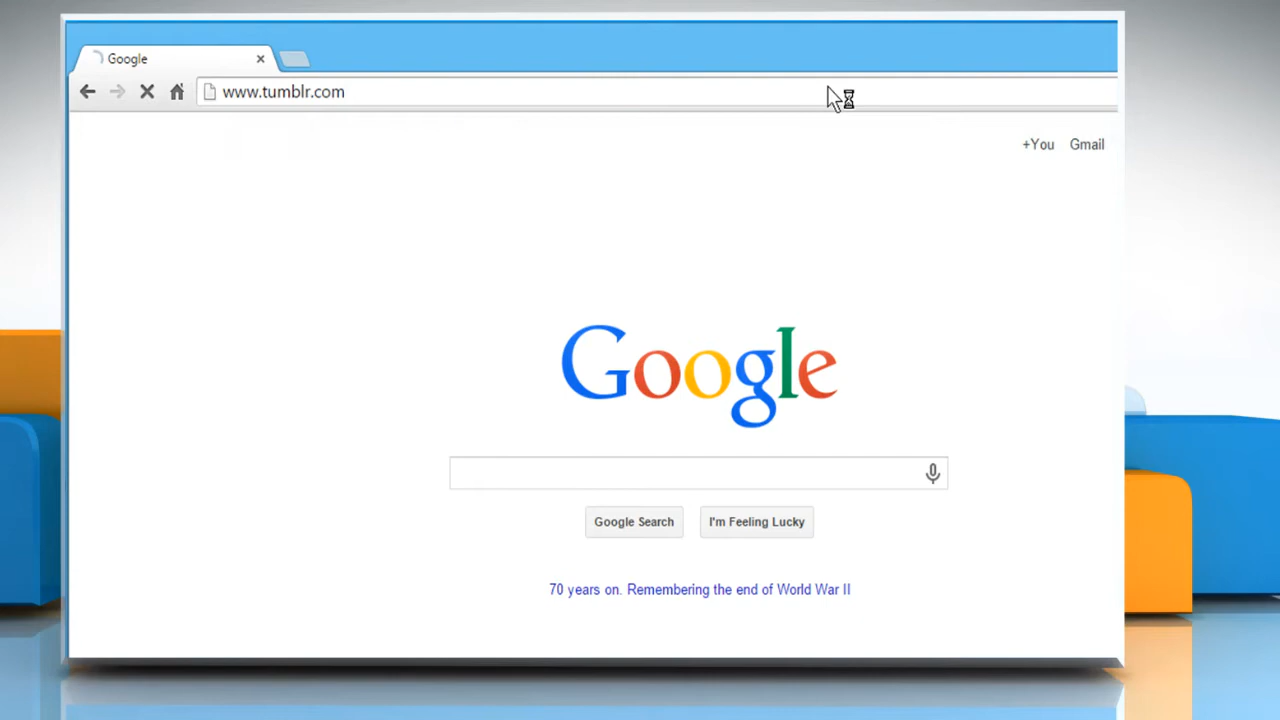 Google
www.tumblr.com
+You Gmail
Google
Google Search I'm Feeling Lucky
70 years on. Remembering the end of World War II